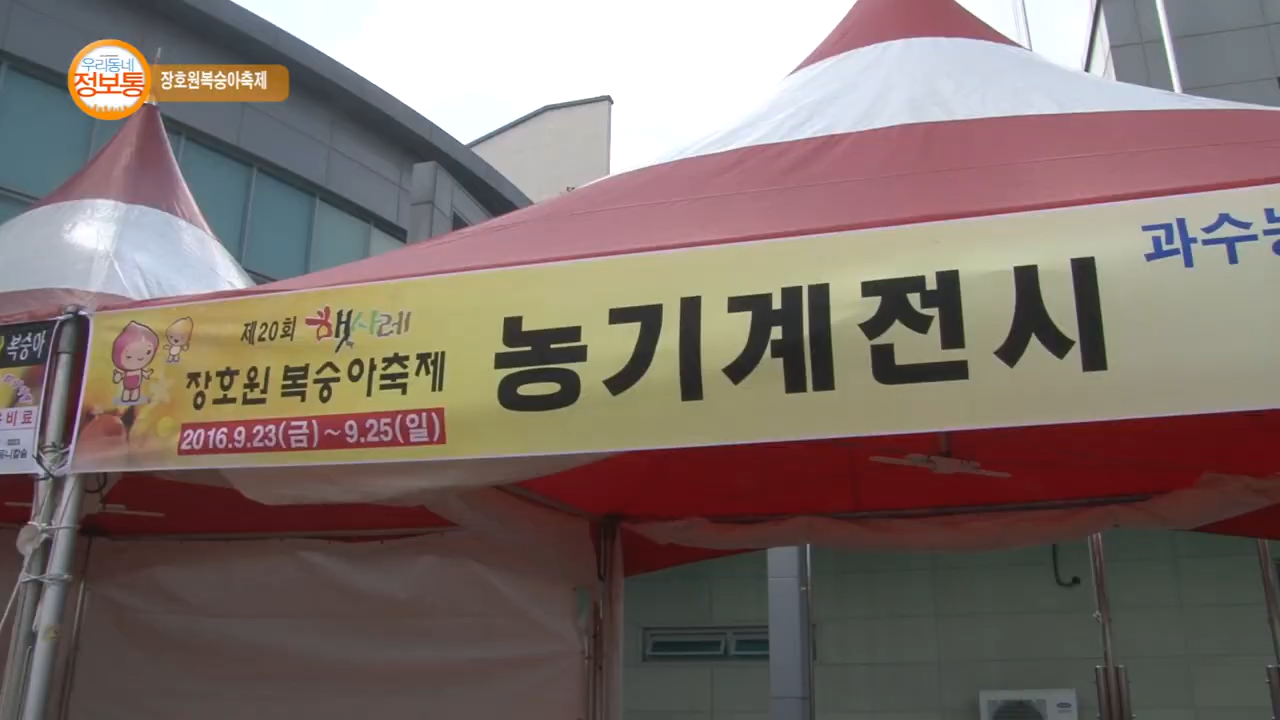 우리동네
정보통
장호원복숭아축제
복숭아
비료
제20회 햇사레
장호원 복숭아축제
2016.9.23(금)~9.25(일)
농기계전시
과수농